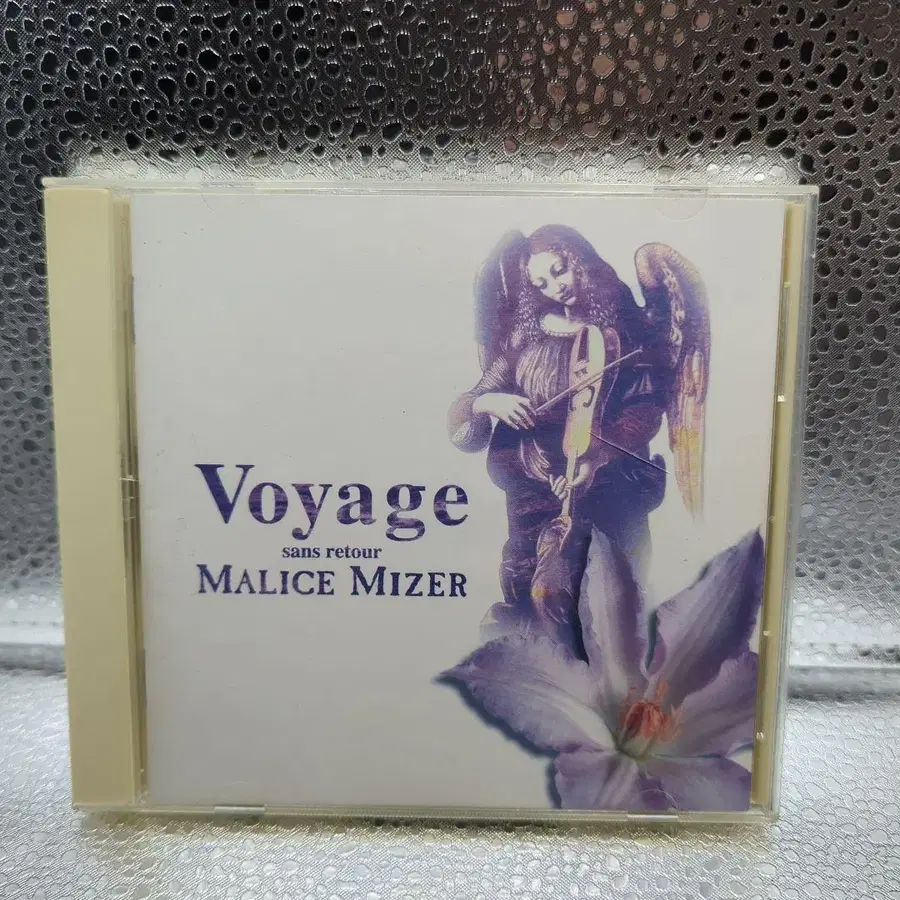 Voyage
sans retour
MALICE MIZER